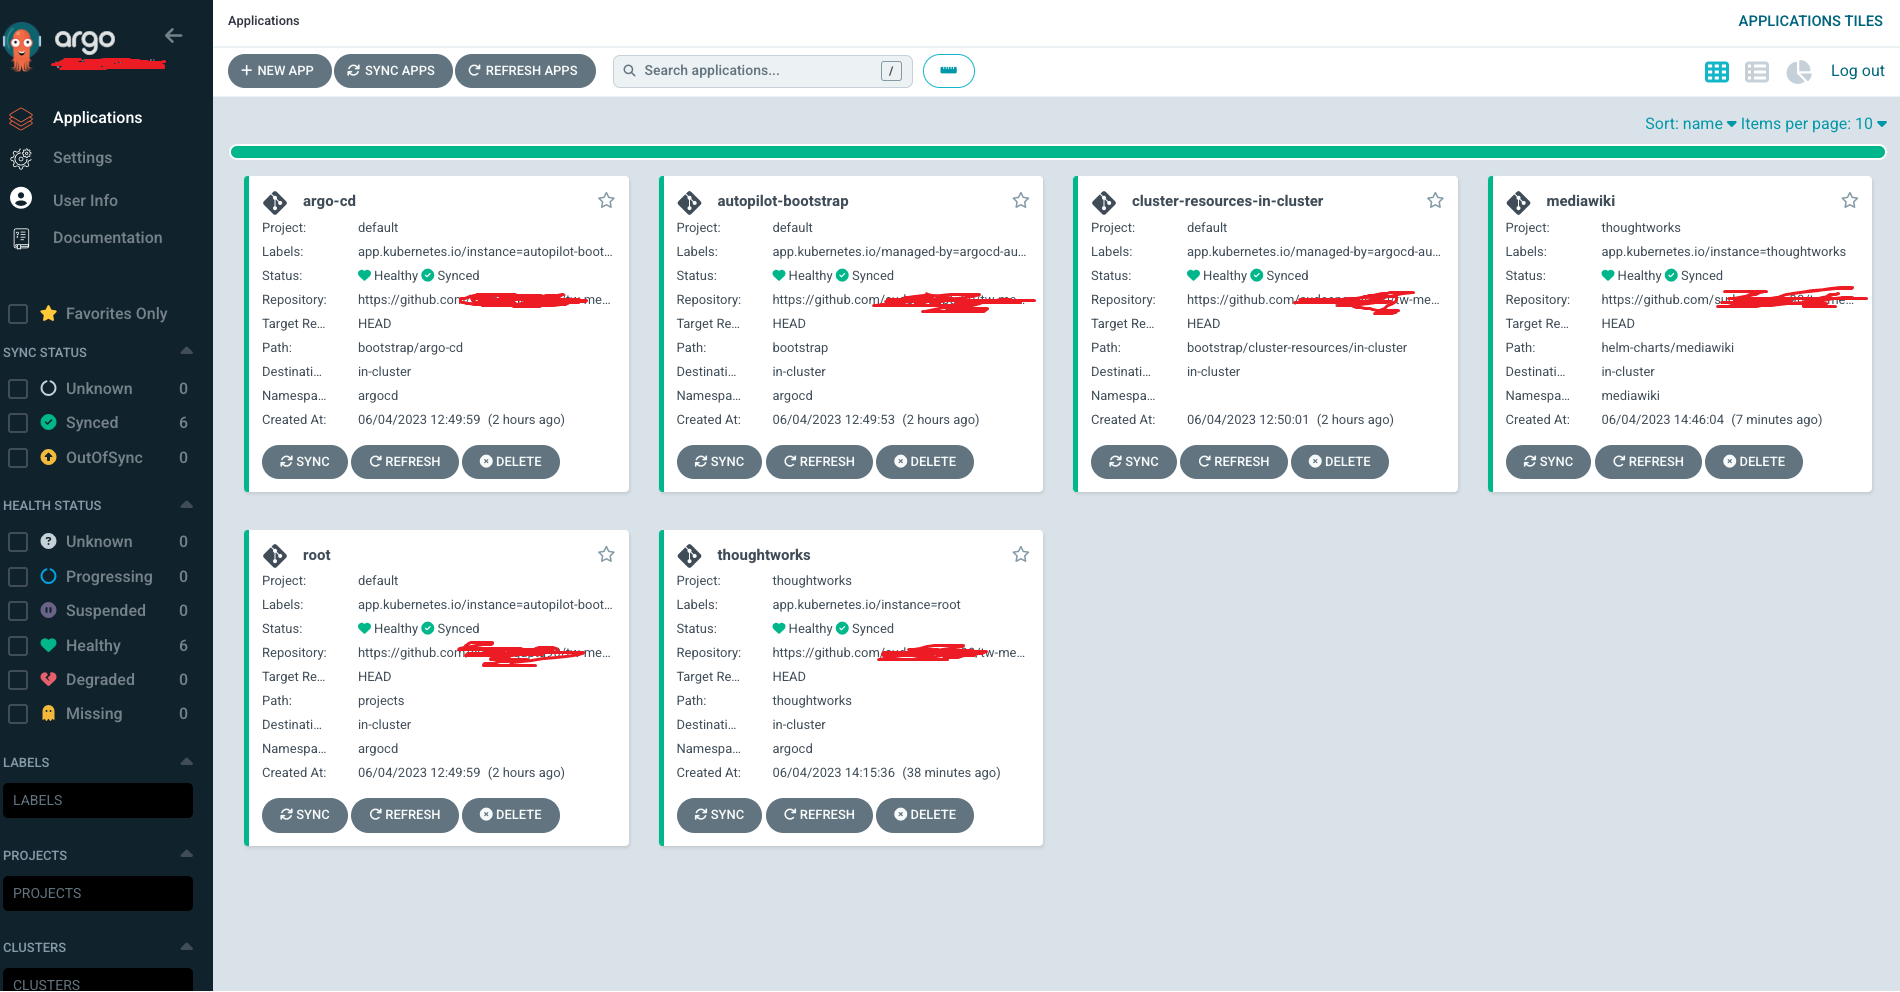 Applications
APPLICATIONS TILES
argo
NEW APP
SYNC APPS
REFRESH APPS
Search applications...
/
Log out
Applications
Settings
User Info
Documentation
Favorites Only
SYNC STATUS
Unknown 0
Synced 6
OutOfSync 0
HEALTH STATUS
Unknown 0
Progressing 0
Suspended 0
Healthy 6
Degraded 0
Missing 0
LABELS
LABELS
PROJECTS
PROJECTS
CLUSTERS
CLUSTERS
Sort: name Items per page: 10
argo-cd
Project: default
Labels: app.kubernetes.io/instance=autopilot-boot...
Status: Healthy Synced
Repository: https://github.com
Target Re... HEAD
Path: bootstrap/argo-cd
Destinati... in-cluster
Namespa... argocd
Created At: 06/04/2023 12:49:59 (2 hours ago)
SYNC REFRESH DELETE
autopilot-bootstrap
Project: default
Labels: app.kubernetes.io/managed-by=argocd-au...
Status: Healthy Synced
Repository: https://github.com/
Target Re... HEAD
Path: bootstrap
Destinati... in-cluster
Namespa... argocd
Created At: 06/04/2023 12:49:53 (2 hours ago)
SYNC REFRESH DELETE
cluster-resources-in-cluster
Project: default
Labels: app.kubernetes.io/managed-by=argocd-au...
Status: Healthy Synced
Repository: https://github.com/ tw-me...
Target Re... HEAD
Path: bootstrap/cluster-resources/in-cluster
Destinati... in-cluster
Namespa...
Created At: 06/04/2023 12:50:01 (2 hours ago)
SYNC REFRESH DELETE
mediawiki
Project: thoughtworks
Labels: app.kubernetes.io/instance=thoughtworks
Status: Healthy Synced
Repository: https://github.com/
Target Re... HEAD
Path: helm-charts/mediawiki
Destinati... in-cluster
Namespa... mediawiki
Created At: 06/04/2023 14:46:04 (7 minutes ago)
SYNC REFRESH DELETE
root
Project: default
Labels: app.kubernetes.io/instance=autopilot-boot...
Status: Healthy Synced
Repository: https://github.com
Target Re... HEAD
Path: projects
Destinati... in-cluster
Namespa... argocd
Created At: 06/04/2023 12:49:59 (2 hours ago)
SYNC REFRESH DELETE
thoughtworks
Project: thoughtworks
Labels: app.kubernetes.io/instance=root
Status: Healthy Synced
Repository: https://github.com/ tw-me...
Target Re... HEAD
Path: thoughtworks
Destinati... in-cluster
Namespa... argocd
Created At: 06/04/2023 14:15:36 (38 minutes ago)
SYNC REFRESH DELETE